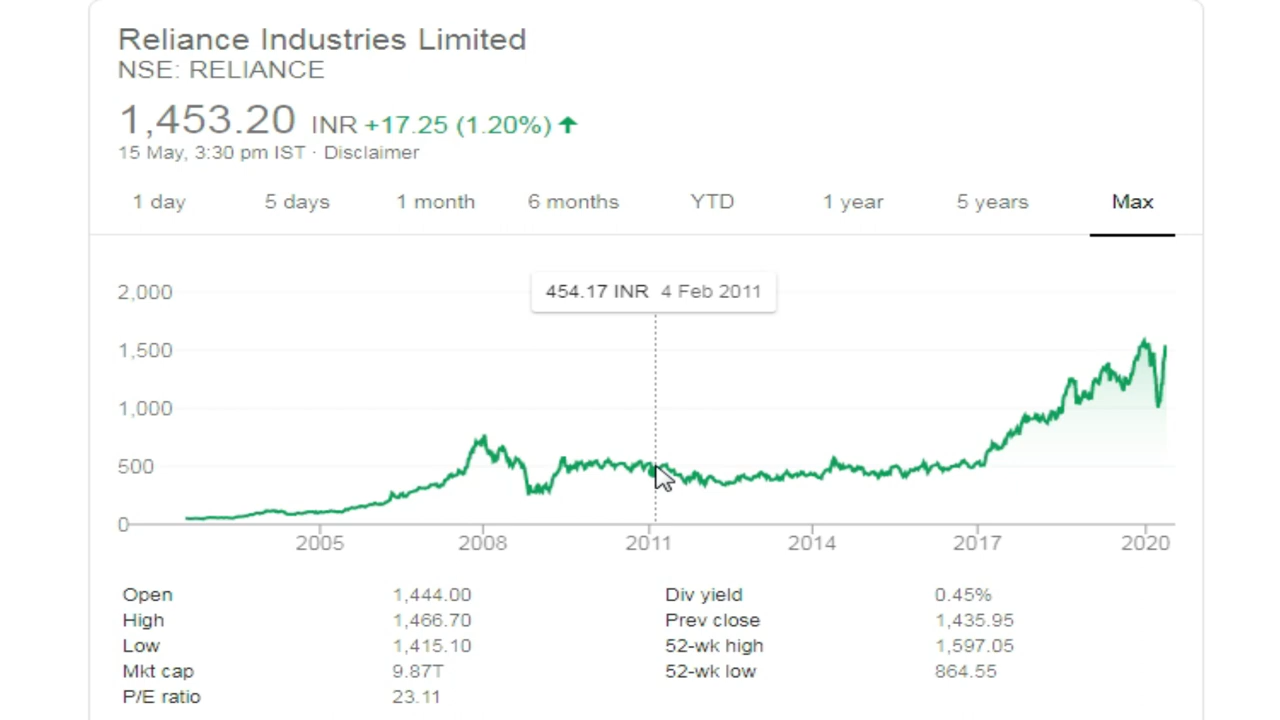 Reliance Industries Limited
NSE: RELIANCE
1,453.20 INR +17.25 (1.20%) ↑
15 May, 3:30 pm IST · Disclaimer
1 day 5 days 1 month 6 months YTD 1 year 5 years Max
454.17 INR 4 Feb 2011
2,000
1,500
1,000
500
0
2005 2008 2011 2014 2017 2020
Open 1,444.00 Div yield 0.45%
High 1,466.70 Prev close 1,435.95
Low 1,415.10 52-wk high 1,597.05
Mkt cap 9.87T 52-wk low 864.55
P/E ratio 23.11